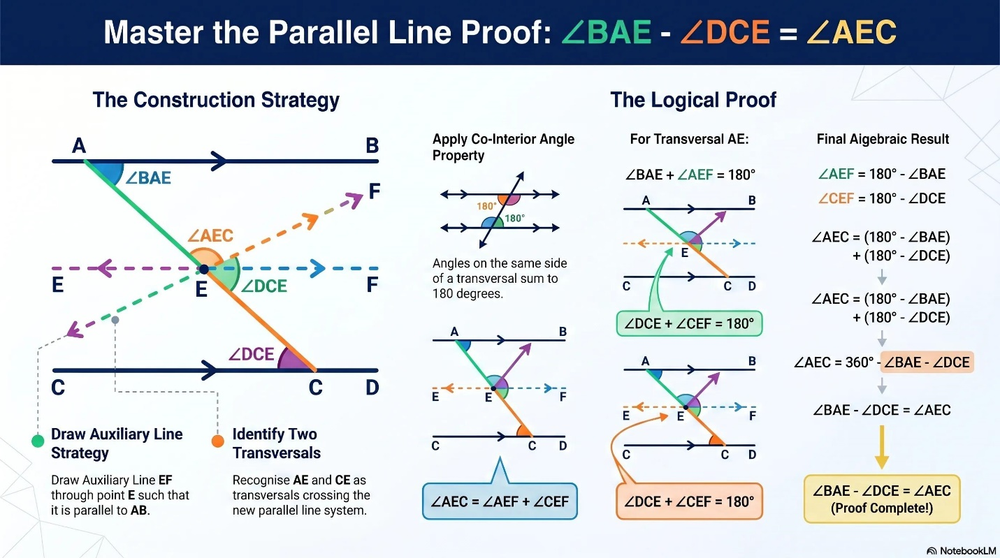 Master the Parallel Line Proof: ∠BAE - ∠DCE = ∠AEC
The Construction Strategy
A
B
∠BAE
F
∠AEC
E
E
F
∠DCE
∠DCE
C
C
D
Draw Auxiliary Line
Strategy
Draw Auxiliary Line EF
through point E such that
it is parallel to AB.
Identify Two
Transversals
Recognise AE and CE as
transversals crossing the
new parallel line system.
The Logical Proof
Apply Co-Interior Angle
Property
180°
180°
Angles on the same side
of a transversal sum to
180 degrees.
A
B
E
E
F
C
C
D
∠AEC = ∠AEF + ∠CEF
For Transversal AE:
∠BAE + ∠AEF = 180°
A
B
E
C
C
D
∠DCE + ∠CEF = 180°
A
B
E
E
F
C
C
D
∠DCE + ∠CEF = 180°
Final Aigebraic Result
∠AEF = 180° - ∠BAE
∠CEF = 180° - ∠DCE
∠AEC = (180° - ∠BAE)
+ (180° - ∠DCE)
∠AEC = (180° - ∠BAE)
+ (180° - ∠DCE)
∠AEC = 360° - ∠BAE - ∠DCE
∠BAE - ∠DCE = ∠AEC
∠BAE - ∠DCE = ∠AEC
(Proof Complete!)
NotebookLM